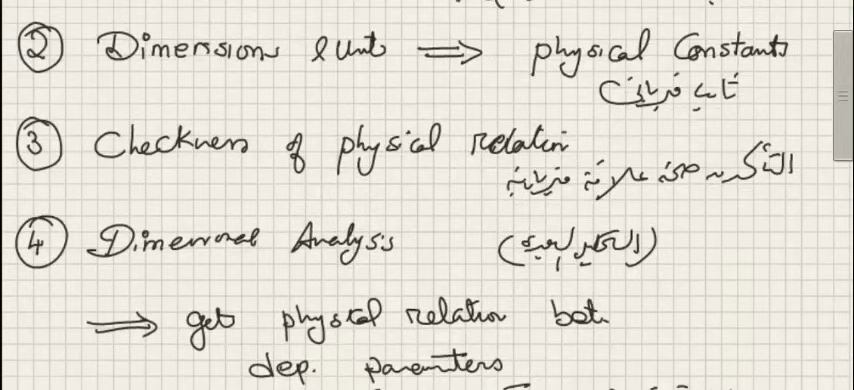 ② Dimensions & Units ⟹ physical Constants
ثابت فيزيائي
③ Checkness of physical relation
التأكد من صحة علاقة فيزيائية
④ Dimensional Analysis (التحليل البعدي)
⟹ get physical relation bet.
dep. parameters